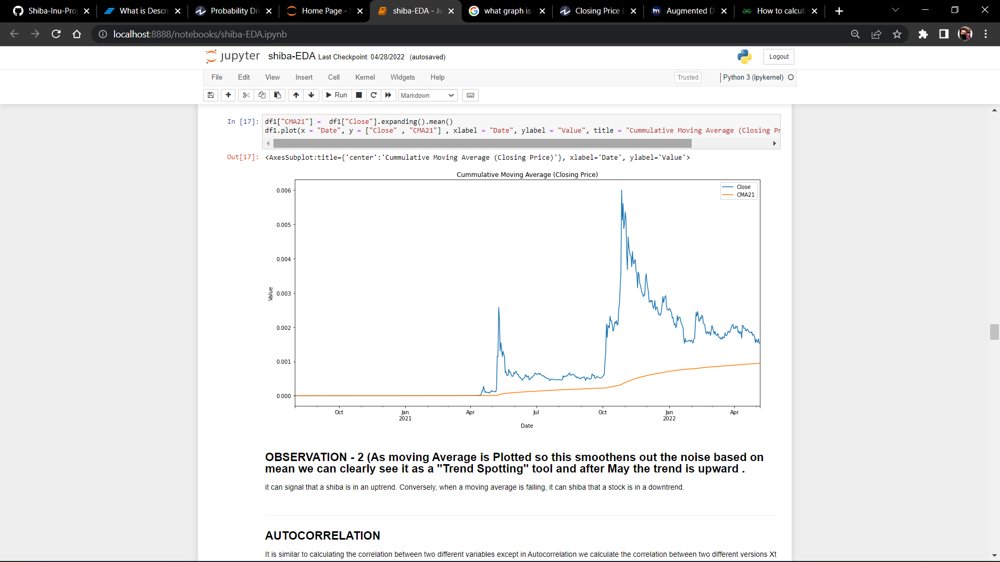 Shiba-Inu-Proj
What is Descri
Probability Dis
Home Page - S
shiba-EDA - Ju
what graph is
Closing Price D
Augmented D
How to calcul
localhost:8888/notebooks/shiba-EDA.ipynb
jupyter shiba-EDA Last Checkpoint: 04/28/2022 (autosaved)
Logout
File Edit View Insert Cell Kernel Widgets Help
Trusted
Python 3 (ipykernel)
Run
Markdown
In [17]: df1["CMA21"] =  df1["Close"].expanding().mean()
df1.plot(x = "Date", y = ["Close" , "CMA21"] , xlabel = "Date", ylabel = "Value", title = "Cummulative Moving Average (Closing Pr
Out[17]: <AxesSubplot:title={'center':'Cummulative Moving Average (Closing Price)'}, xlabel='Date', ylabel='Value'>
Cummulative Moving Average (Closing Price)
Close
CMA21
0.006
0.005
0.004
0.003
0.002
0.001
0.000
Value
Oct Jan Apr Jul Oct Jan Apr
2021 2022
Date
OBSERVATION - 2 (As moving Average is Plotted so this smoothens out the noise based on
mean we can clearly see it as a "Trend Spotting" tool and after May the trend is upward .
it can signal that a shiba is in an uptrend. Conversely, when a moving average is falling, it can shiba that a stock is in a downtrend.
AUTOCORRELATION
It is similar to calculating the correlation between two different variables except in Autocorrelation we calculate the correlation between two different versions Xt